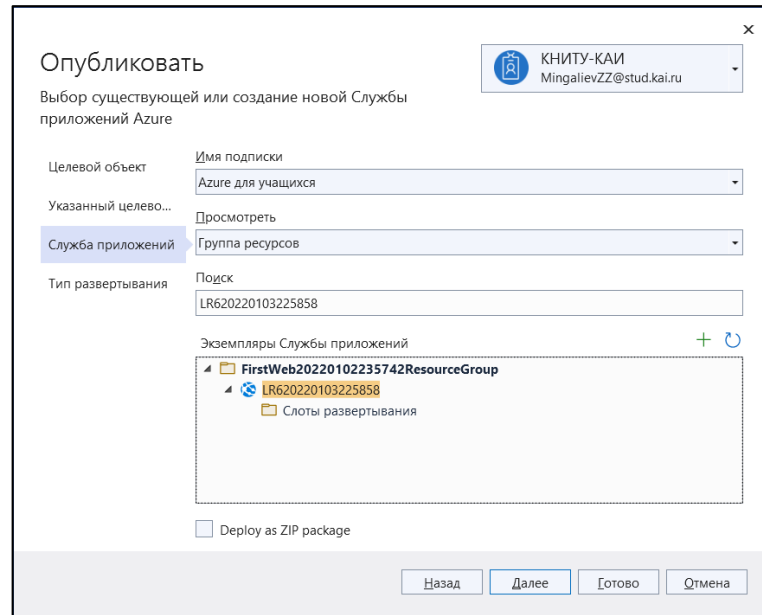 Опубликовать
КНИТУ-КАИ
MingalievZZ@stud.kai.ru
Выбор существующей или создание новой Службы
приложений Azure
Целевой объект
Указанный целево...
Служба приложений
Тип развертывания
Имя подписки
Azure для учащихся
Просмотреть
Группа ресурсов
Поиск
LR620220103225858
Экземпляры Службы приложений
FirstWeb20220102235742ResourceGroup
LR620220103225858
Слоты развертывания
Deploy as ZIP package
Назад
Далее
Готово
Отмена